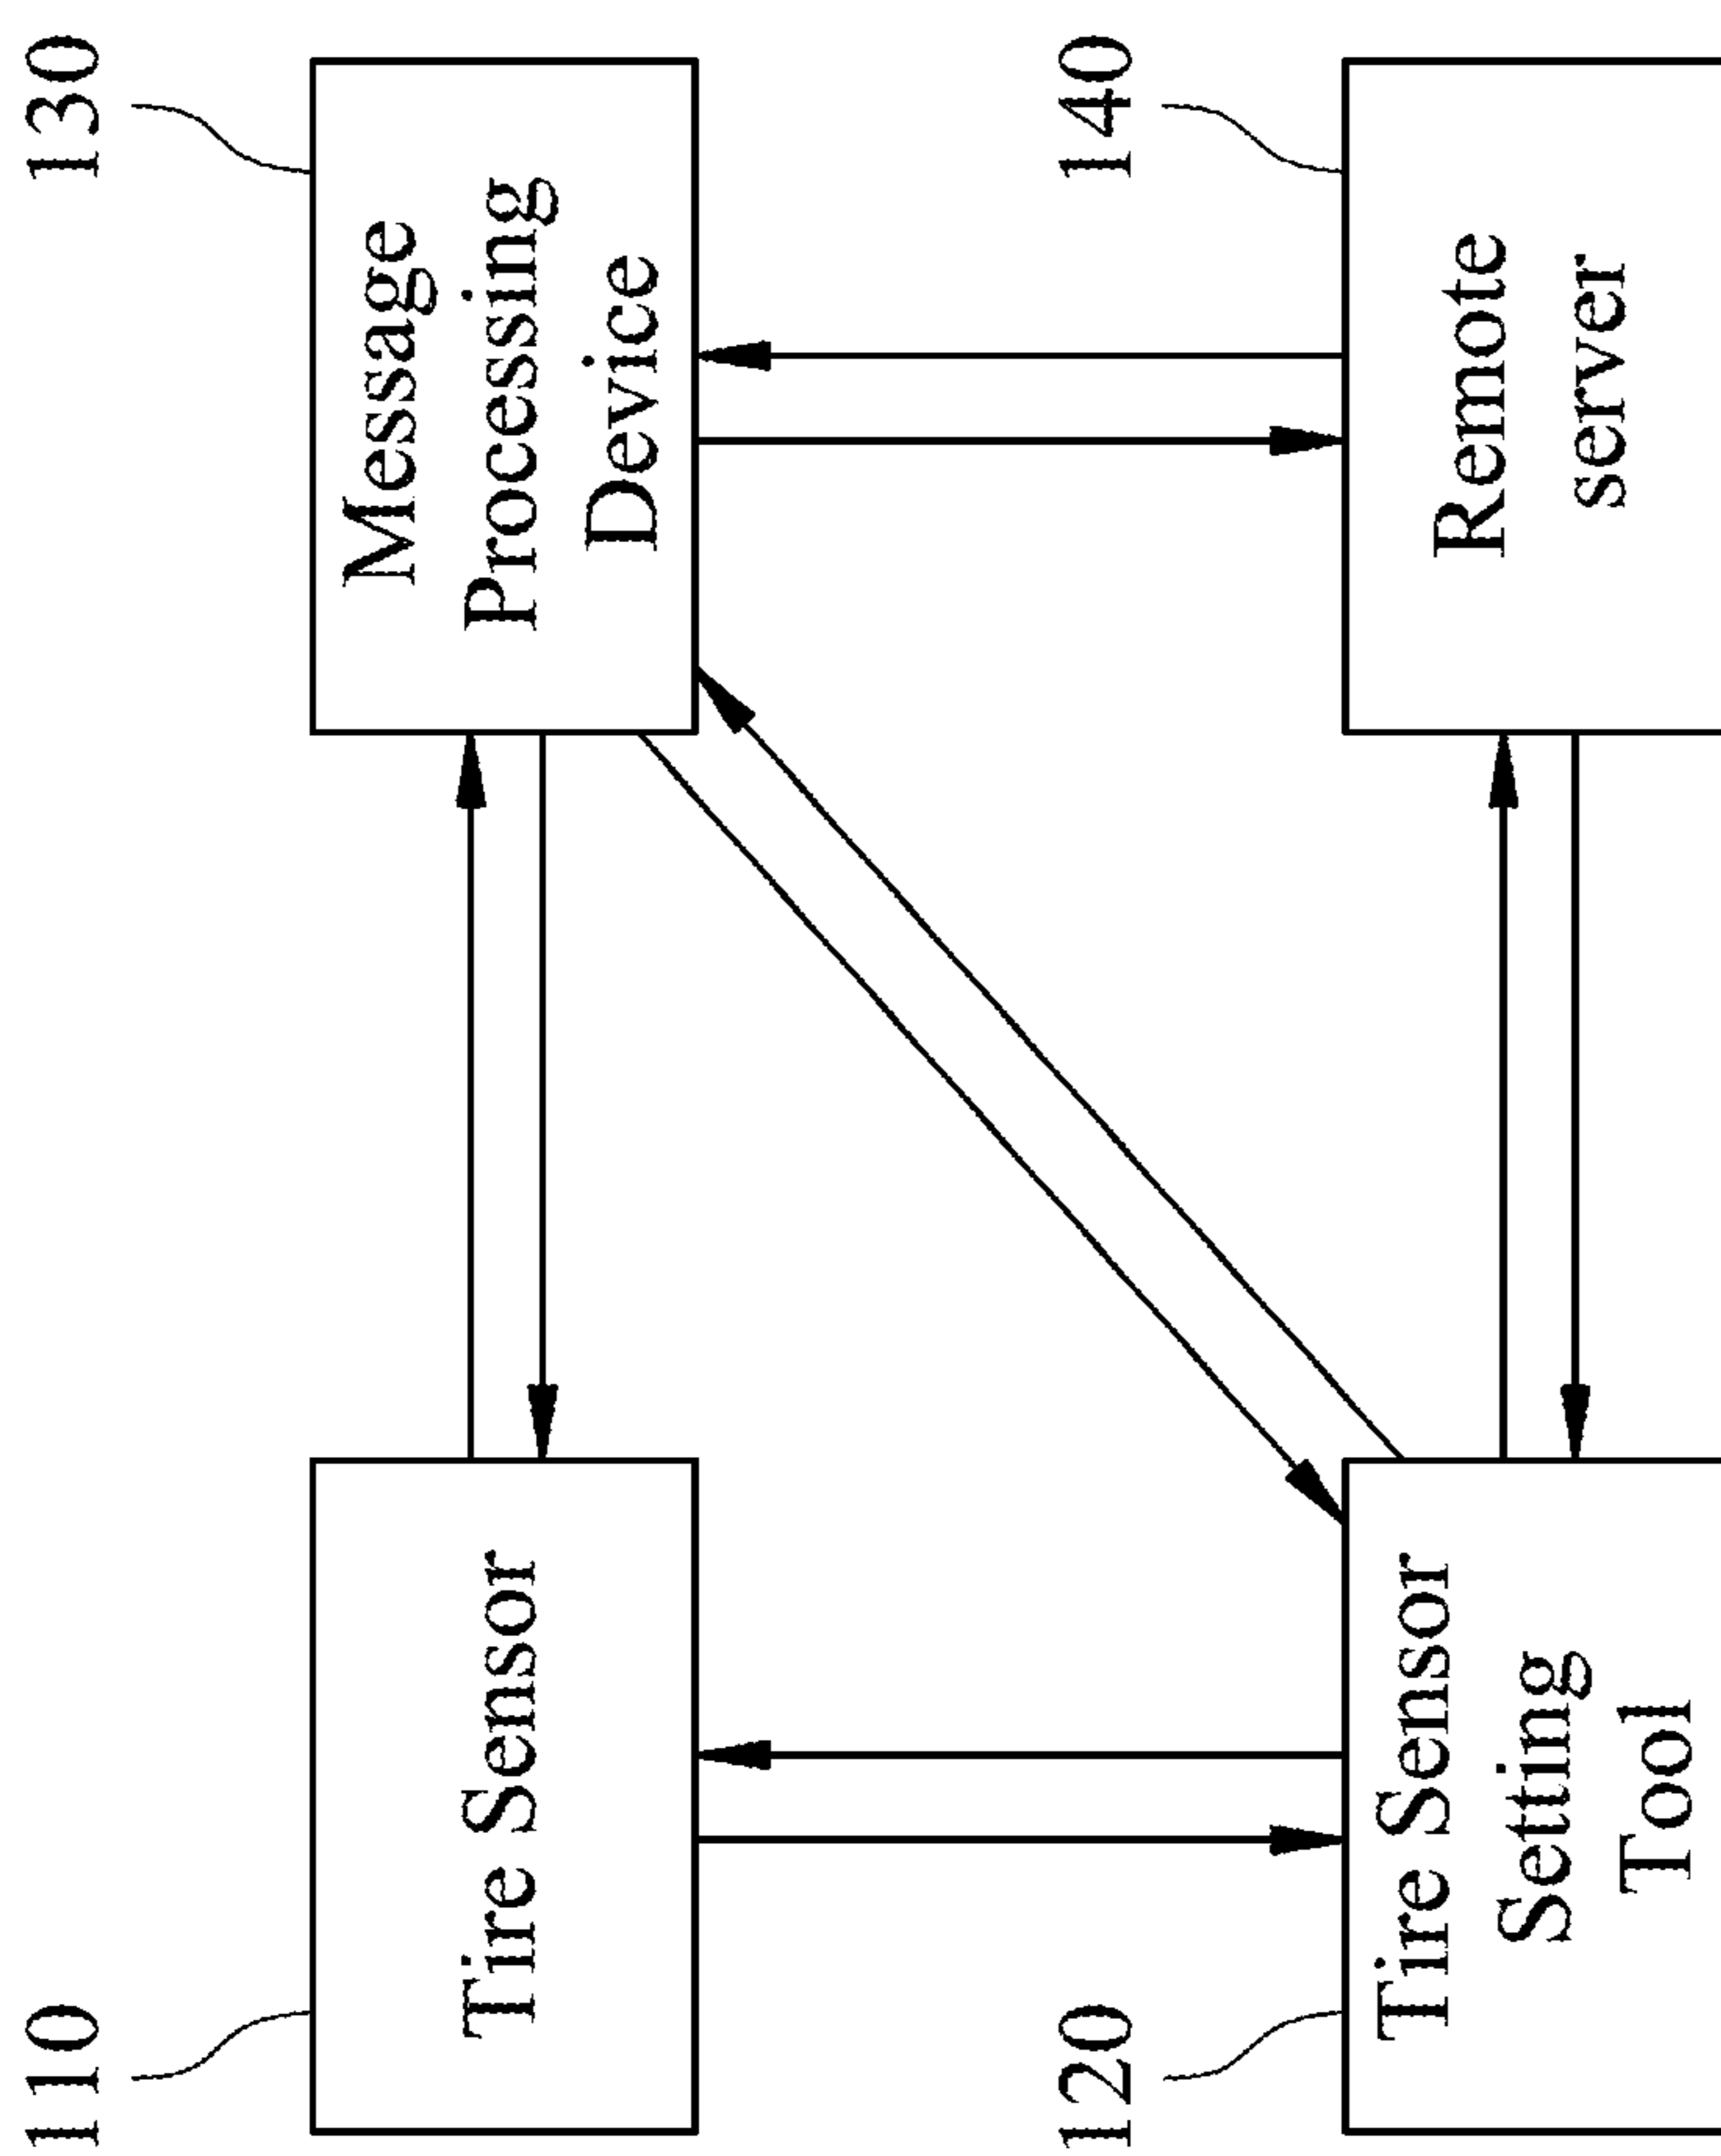 110
130
Tire Sensor
Message
Processing
Device
120
140
Tire Sensor
Setting
Tool
Remote
server